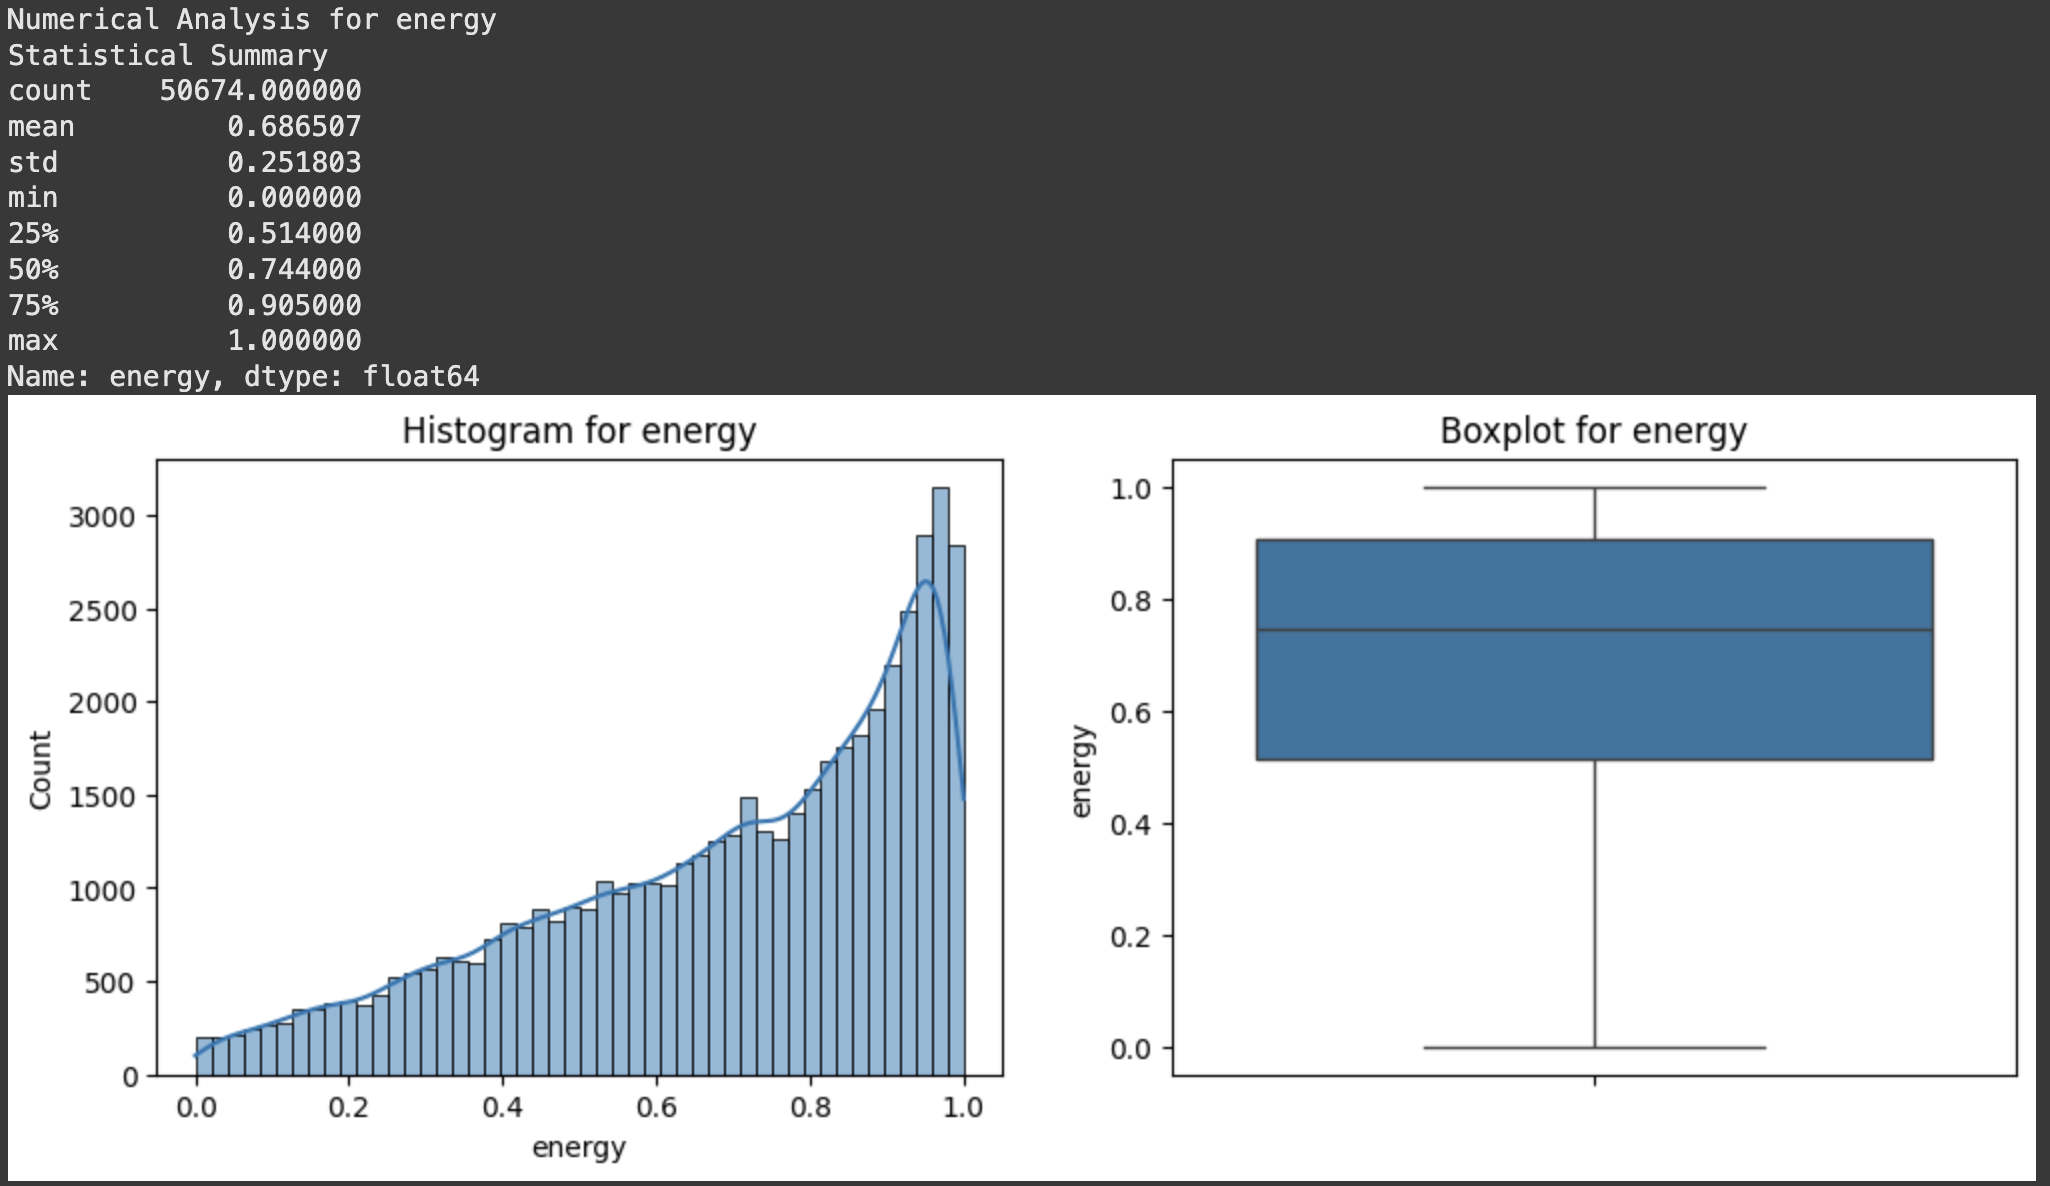 Numerical Analysis for energy
Statistical Summary
count    50674.000000
mean         0.686507
std          0.251803
min          0.000000
25%          0.514000
50%          0.744000
75%          0.905000
max          1.000000
Name: energy, dtype: float64
Histogram for energy
3000
2500
2000
1500
1000
500
0
Count
0.0 0.2 0.4 0.6 0.8 1.0
energy
Boxplot for energy
1.0
0.8
0.6
0.4
0.2
0.0
energy